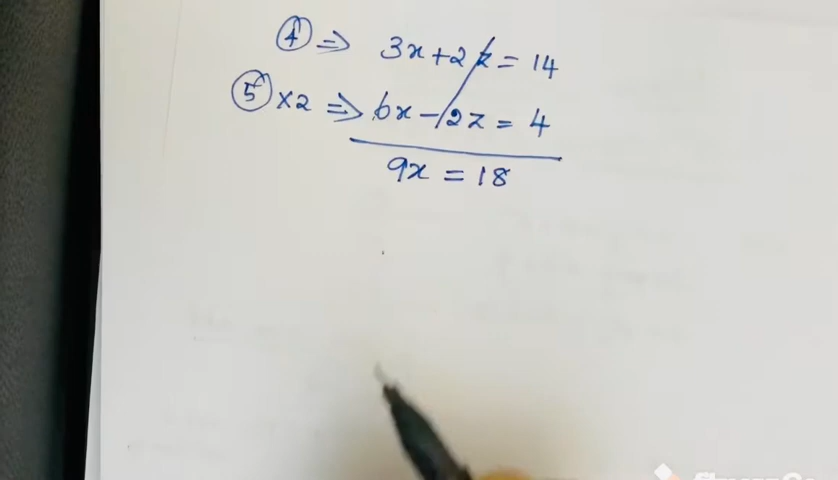 ④ ⇒ 3x+2z = 14
⑤ ×2 ⇒ 6x-2z = 4
9x = 18